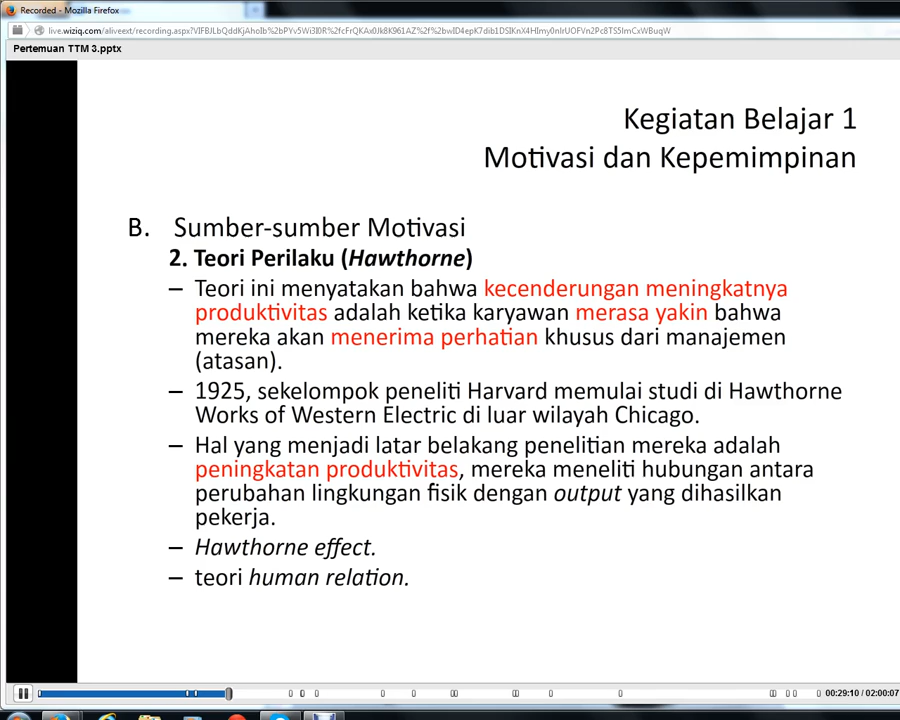 Recorded - Mozilla Firefox
Pertemuan TTM 3.pptx
Kegiatan Belajar 1
Motivasi dan Kepemimpinan
B. Sumber-sumber Motivasi
2. Teori Perilaku (Hawthorne)
– Teori ini menyatakan bahwa kecenderungan meningkatnya
produktivitas adalah ketika karyawan merasa yakin bahwa
mereka akan menerima perhatian khusus dari manajemen
(atasan).
– 1925, sekelompok peneliti Harvard memulai studi di Hawthorne
Works of Western Electric di luar wilayah Chicago.
– Hal yang menjadi latar belakang penelitian mereka adalah
peningkatan produktivitas, mereka meneliti hubungan antara
perubahan lingkungan fisik dengan output yang dihasilkan
pekerja.
– Hawthorne effect.
– teori human relation.
00:29:10 / 02:00:07